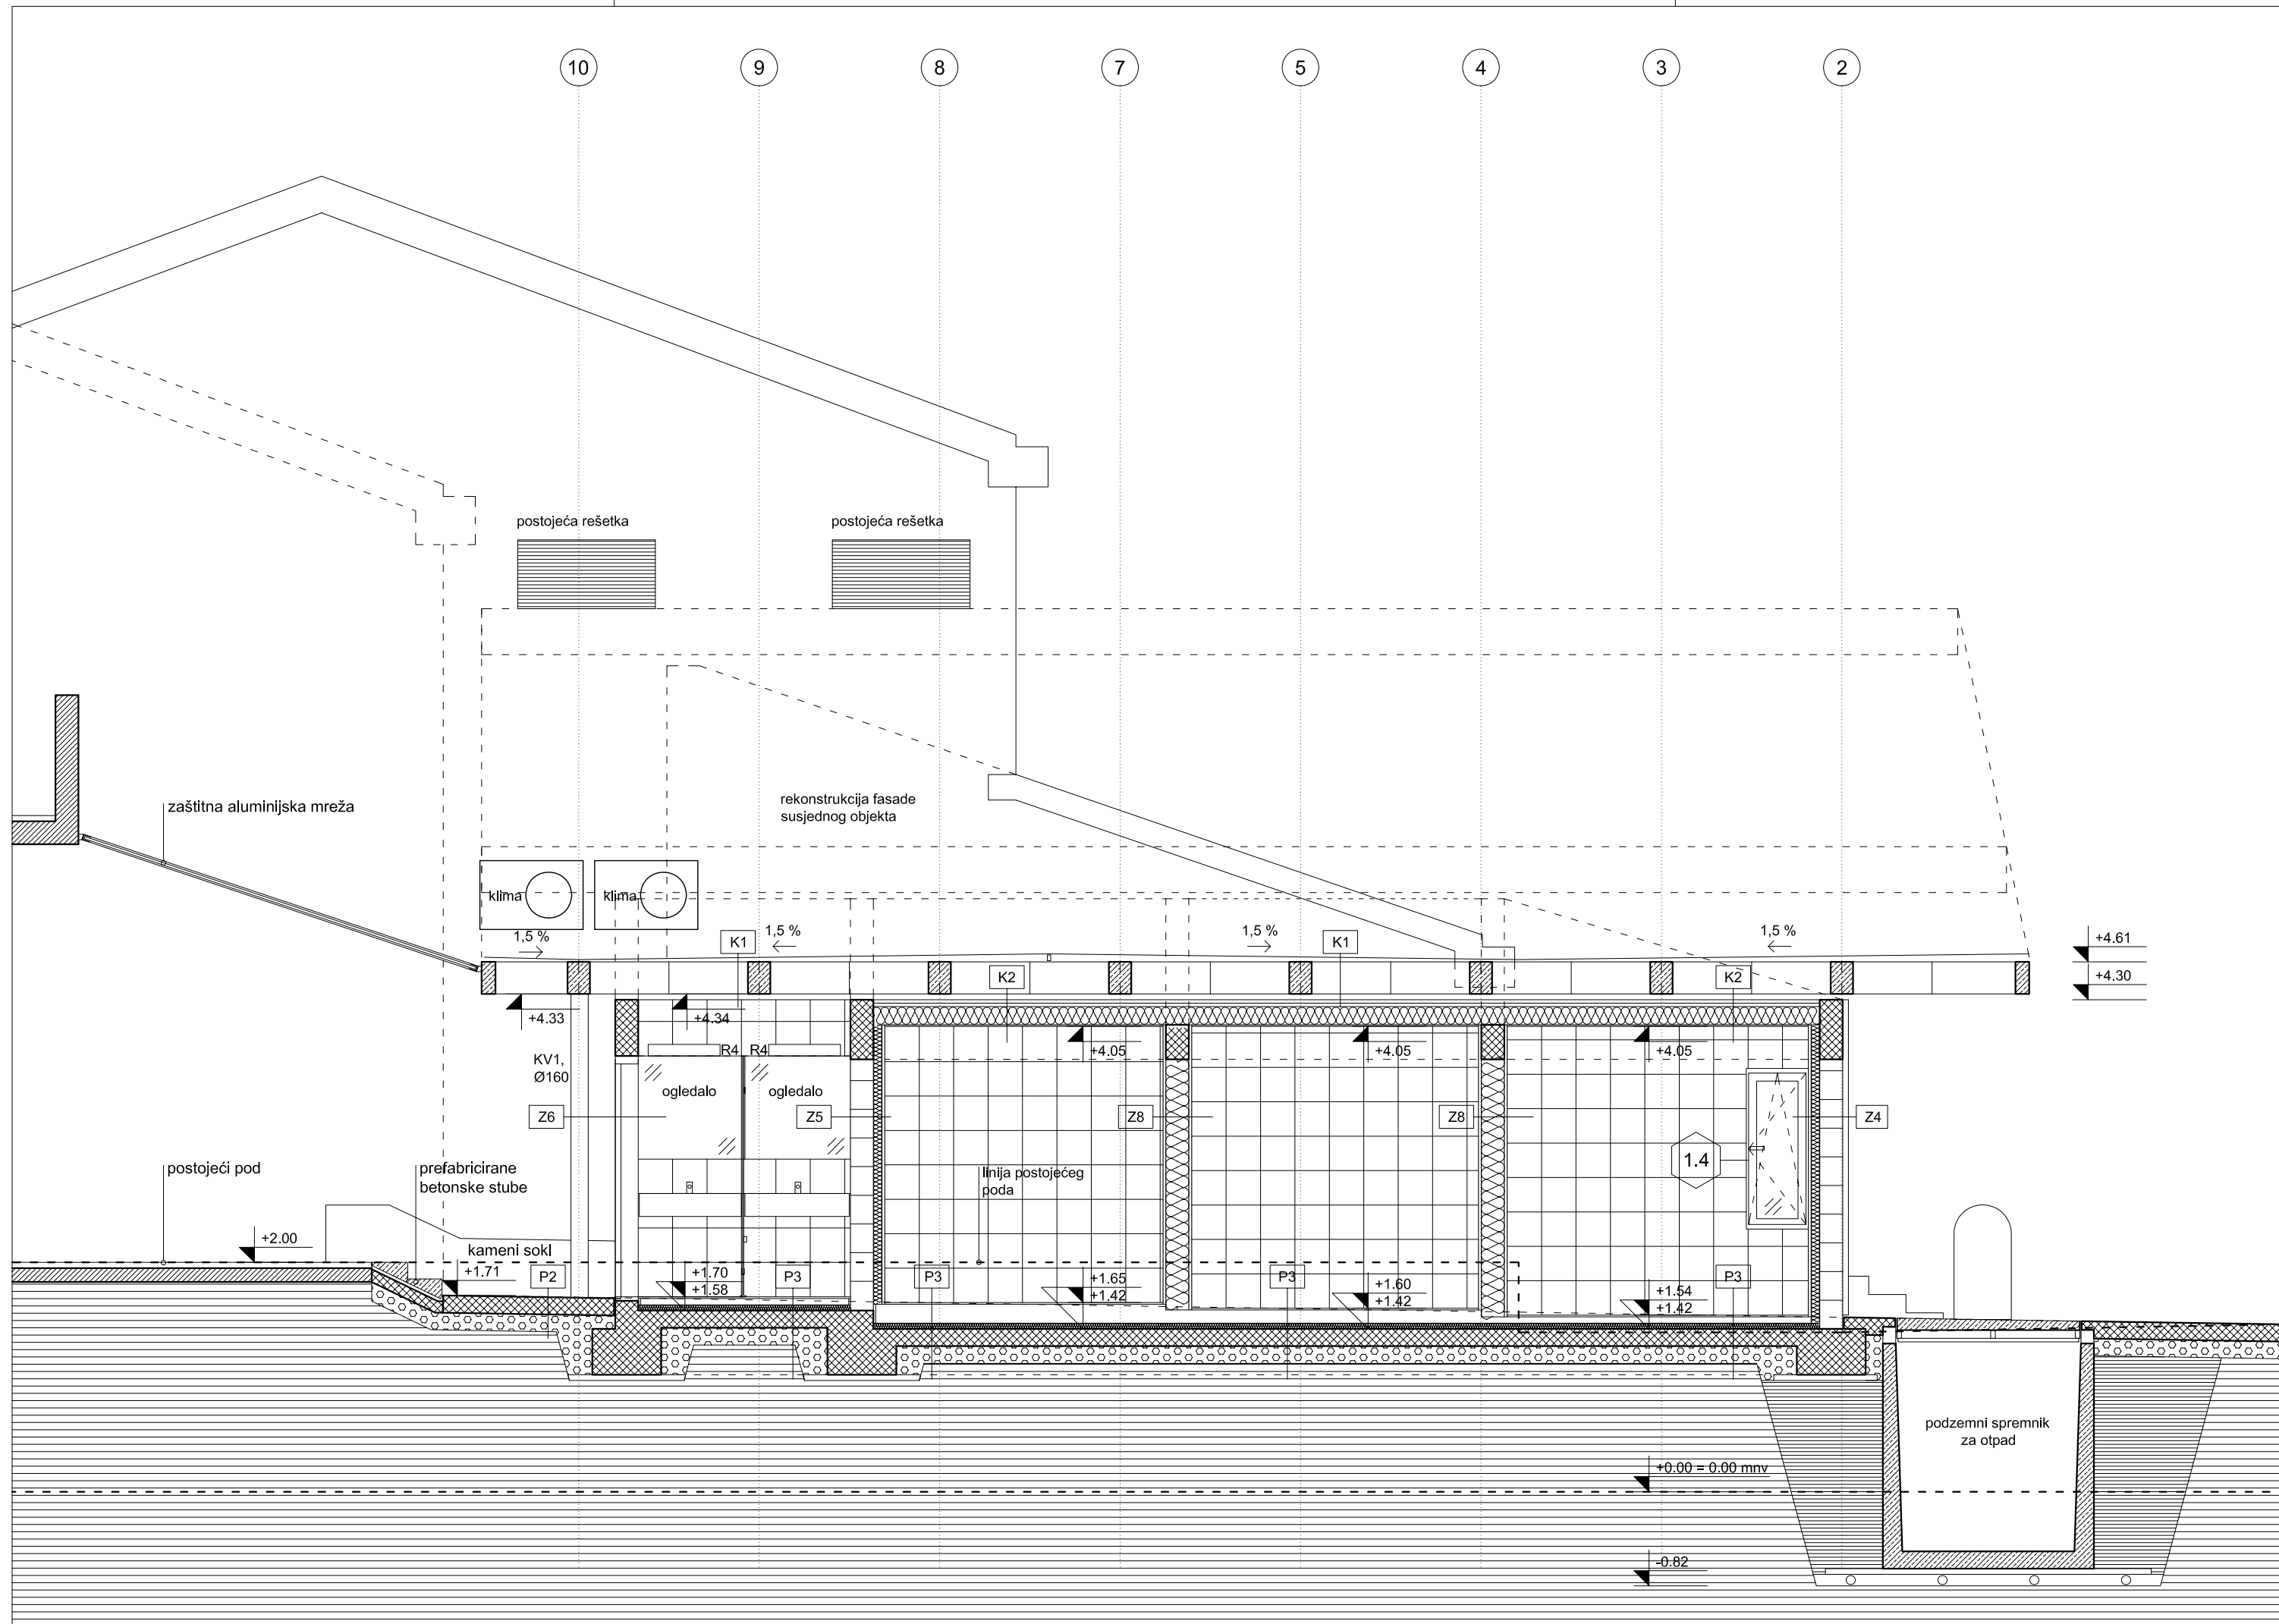 10 9 8 7 5 4 3 2
postojeća rešetka postojeća rešetka
zaštitna aluminijska mreža
rekonstrukcija fasade
susjednog objekta
klima klima
1,5 % K1 1,5 % 1,5 % K1 1,5 %
+4.61
K2 K2 +4.30
+4.33 +4.34
+4.05 +4.05 +4.05
R4 R4
KV1,
Ø160
ogledalo ogledalo
Z6 Z5 Z8 Z8 Z4
1.4
postojeći pod
prefabricirane
betonske stube
linija postojećeg
poda
+2.00
kameni sokl
+1.71 P2
+1.70
+1.58
P3 P3
+1.65
+1.42
P3
+1.60
+1.42
+1.54
+1.42
P3
podzemni spremnik
za otpad
+0.00 = 0.00 mnv
-0.82